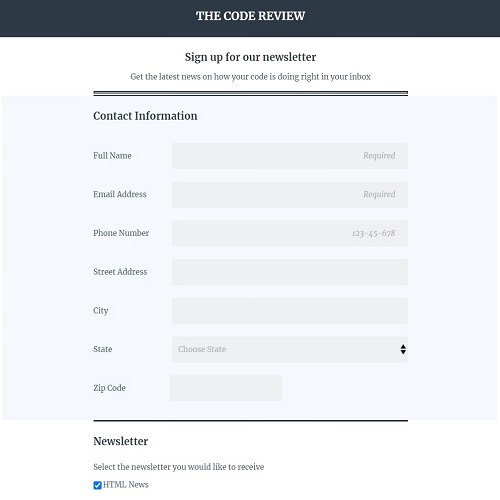 THE CODE REVIEW
Sign up for our newsletter
Get the latest news on how your code is doing right in your inbox
Contact Information
Full Name
Required
Email Address
Required
Phone Number
123-45-678
Street Address
City
State
Choose State
Zip Code
Newsletter
Select the newsletter you would like to receive
HTML News